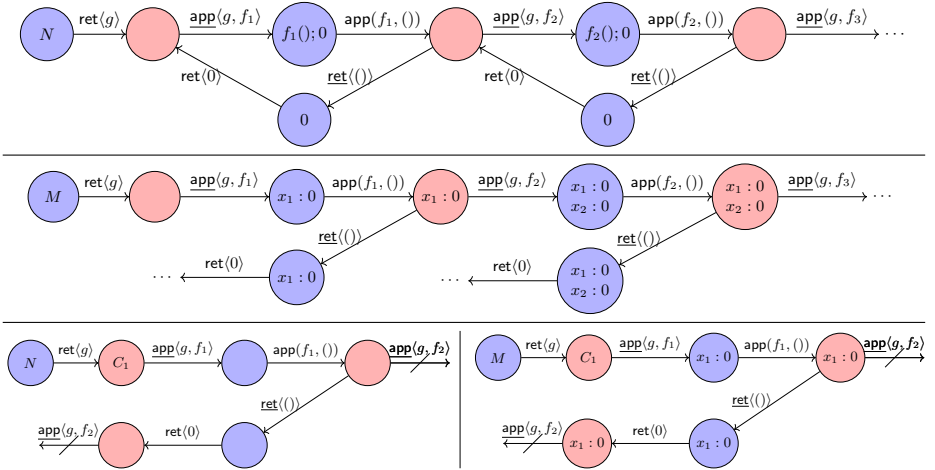 N ret⟨g⟩ app⟨g, f₁⟩ f₁(); 0 app(f₁, ()) app⟨g, f₂⟩ f₂(); 0 app(f₂, ()) app⟨g, f₃⟩ ···
ret⟨0⟩ ret⟨()⟩ ret⟨0⟩ ret⟨()⟩
0 0
M ret⟨g⟩ app⟨g, f₁⟩ x₁ : 0 app(f₁, ()) x₁ : 0 app⟨g, f₂⟩ x₁ : 0 x₂ : 0 app(f₂, ()) x₁ : 0 x₂ : 0 app⟨g, f₃⟩ ···
ret⟨()⟩ ret⟨()⟩
··· ret⟨0⟩ x₁ : 0 ··· ret⟨0⟩ x₁ : 0 x₂ : 0
N ret⟨g⟩ C₁ app⟨g, f₁⟩ app(f₁, ()) app⟨g, f₂⟩
ret⟨()⟩
app⟨g, f₂⟩ ret⟨0⟩
M ret⟨g⟩ C₁ app⟨g, f₁⟩ x₁ : 0 app(f₁, ()) x₁ : 0 app⟨g, f₂⟩
ret⟨()⟩
app⟨g, f₂⟩ x₁ : 0 ret⟨0⟩ x₁ : 0